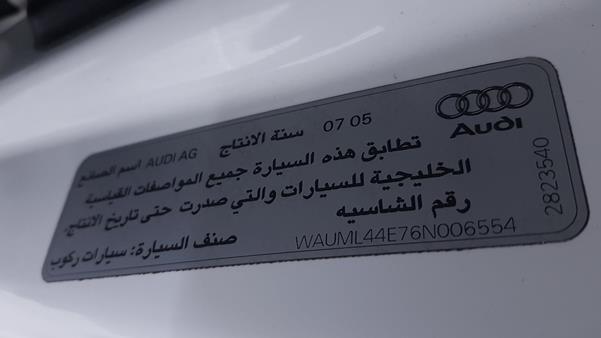 Audi
اسم الصانع AUDI AG سنة الانتاج 07 05
تطابق هذه السيارة جميع المواصفات القياسية
الخليجية للسيارات والتي صدرت حتى تاريخ الانتاج.
رقم الشاسيه
WAUML44E76N006554 صنف السيارة: سيارات ركوب
2823540